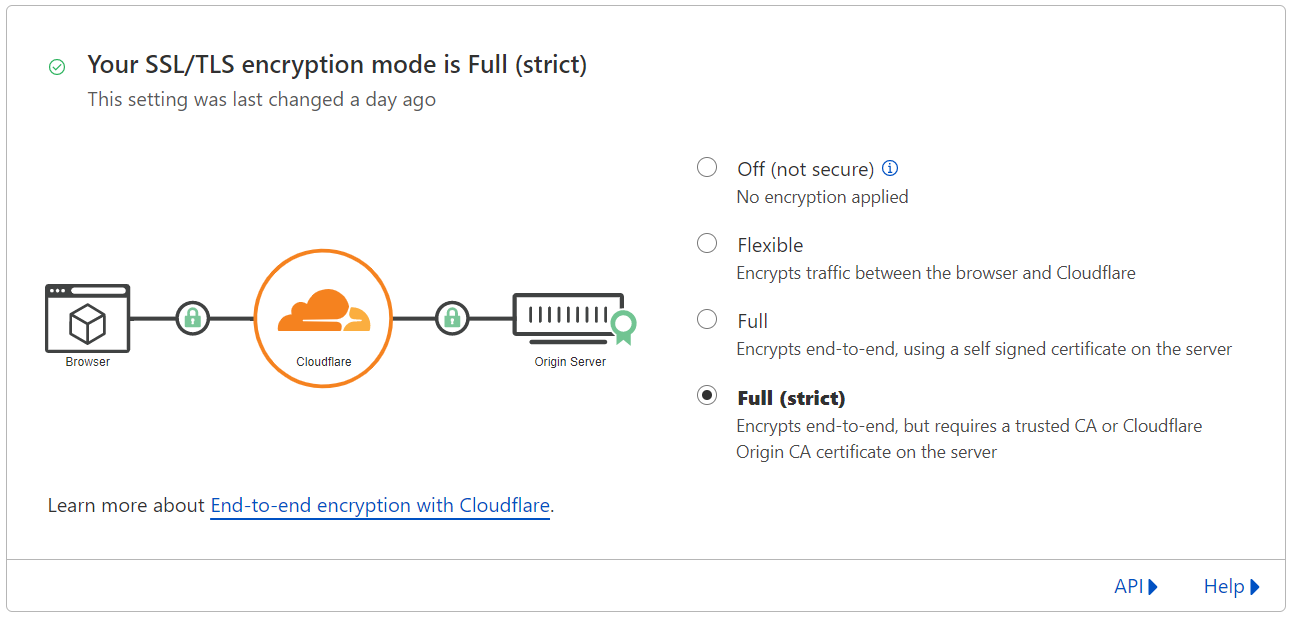 Your SSL/TLS encryption mode is Full (strict)
This setting was last changed a day ago
Off (not secure)
No encryption applied
Flexible
Encrypts traffic between the browser and Cloudflare
Full
Encrypts end-to-end, using a self signed certificate on the server
Full (strict)
Encrypts end-to-end, but requires a trusted CA or Cloudflare
Origin CA certificate on the server
Browser
Cloudflare
Origin Server
Learn more about End-to-end encryption with Cloudflare.
API
Help